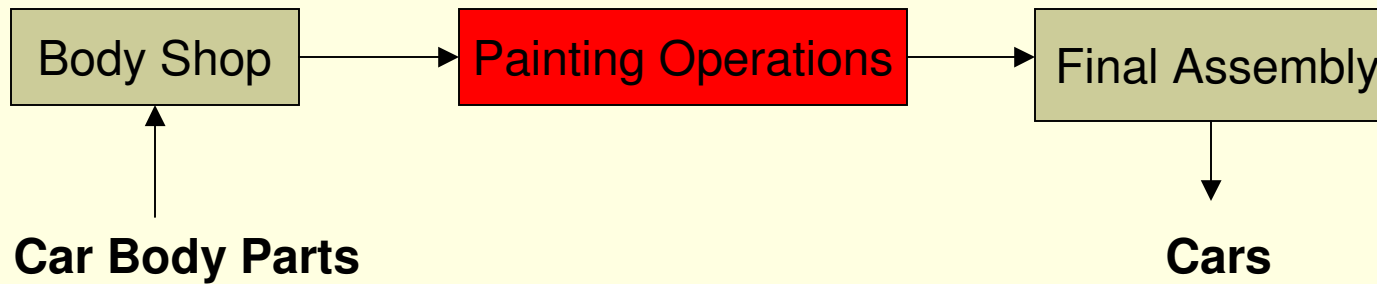 Body Shop
Painting Operations
Final Assembly
Car Body Parts
Cars